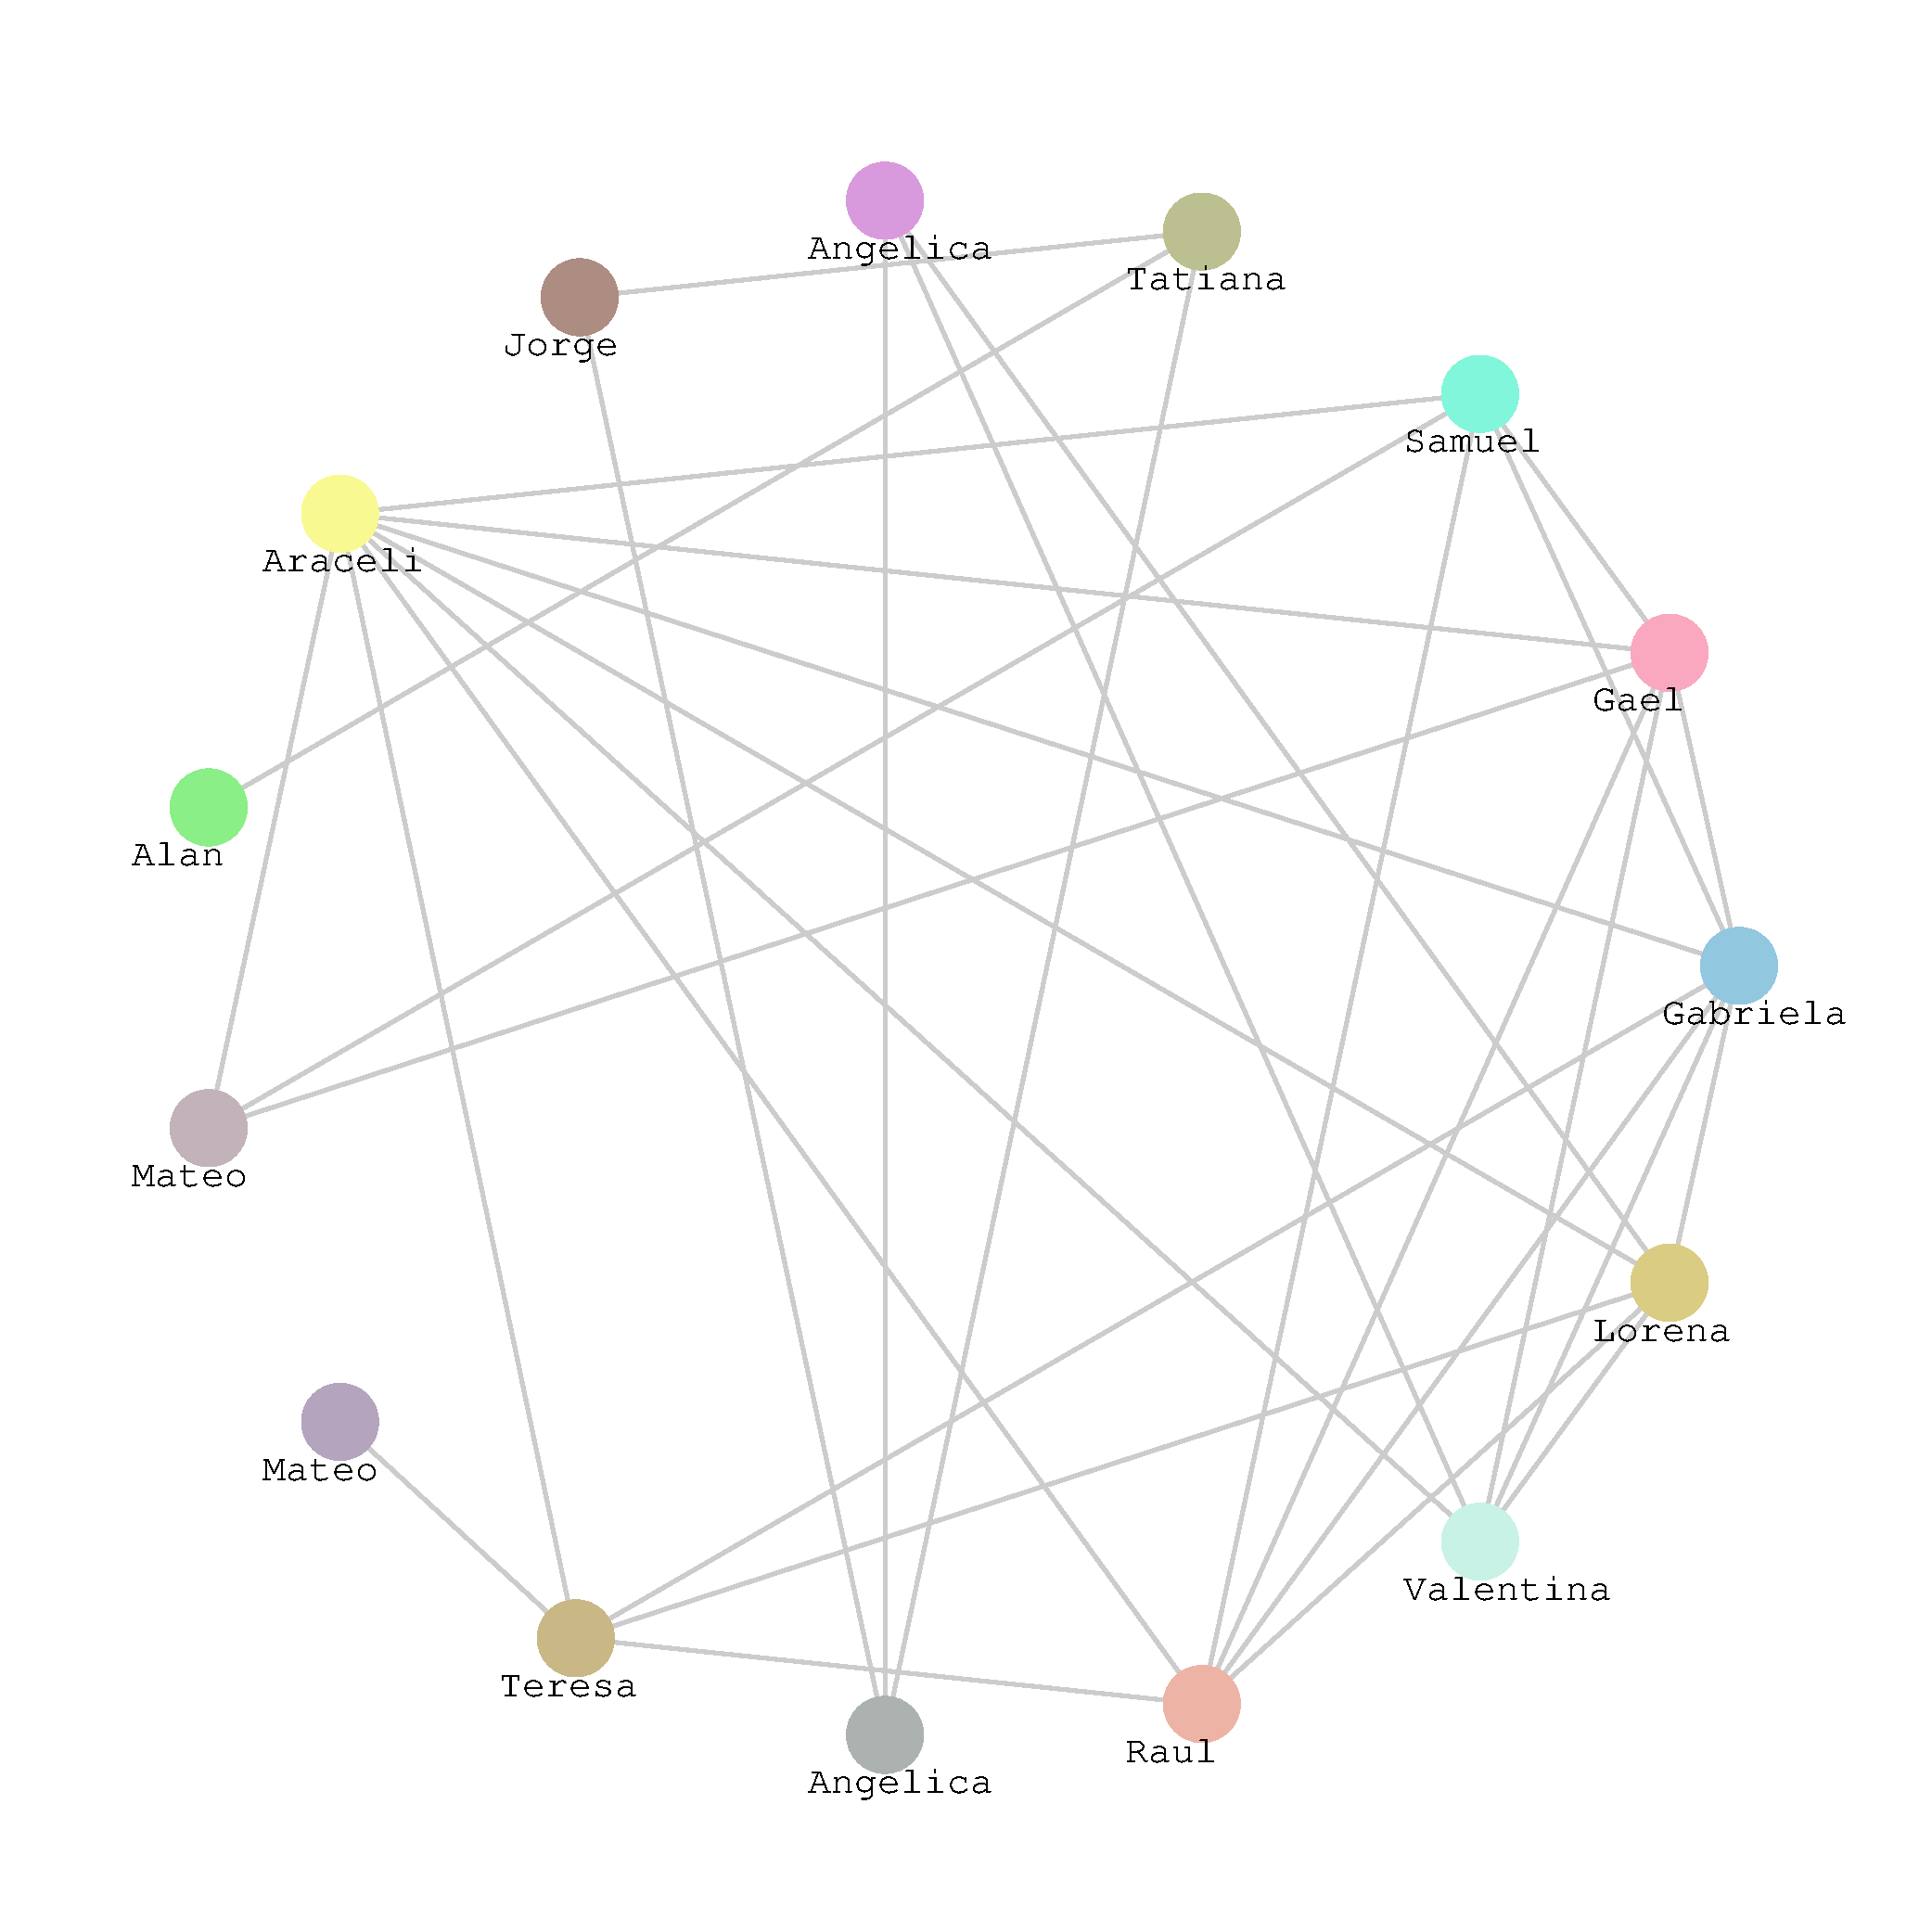 Angelica
Tatiana
Jorge
Samuel
Araceli
Gael
Alan
Gabriela
Mateo
Lorena
Mateo
Valentina
Teresa
Raul
Angelica